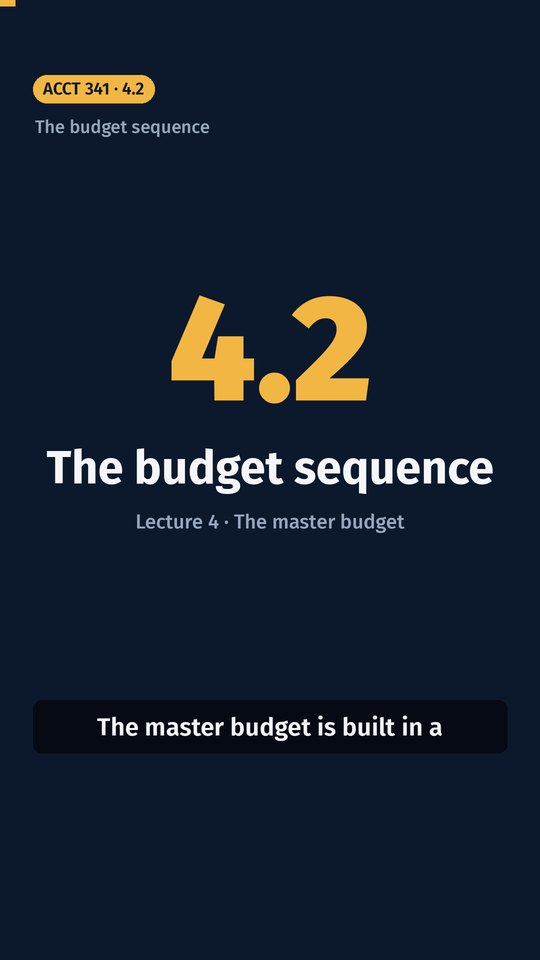 ACCT 341 · 4.2
The budget sequence
4.2
The budget sequence
Lecture 4 · The master budget
The master budget is built in a